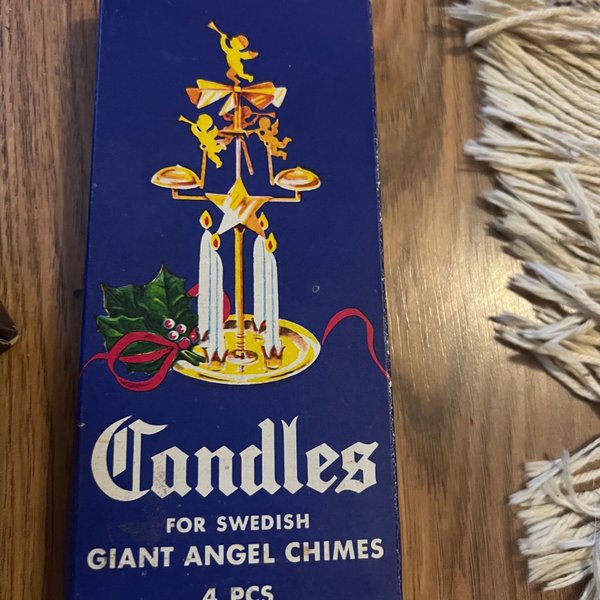 Candles
FOR SWEDISH
GIANT ANGEL CHIMES
4 PCS